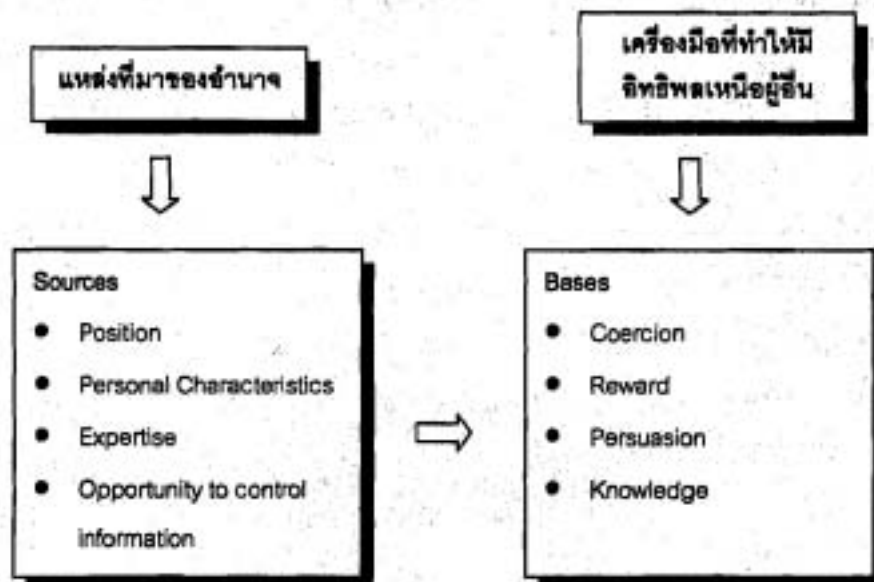 แหล่งที่มาของอำนาจ
เครื่องมือที่ทำให้มี
อิทธิพลเหนือผู้อื่น
Sources
● Position
● Personal Characteristics
● Expertise
● Opportunity to control
information
Bases
● Coercion
● Reward
● Persuasion
● Knowledge